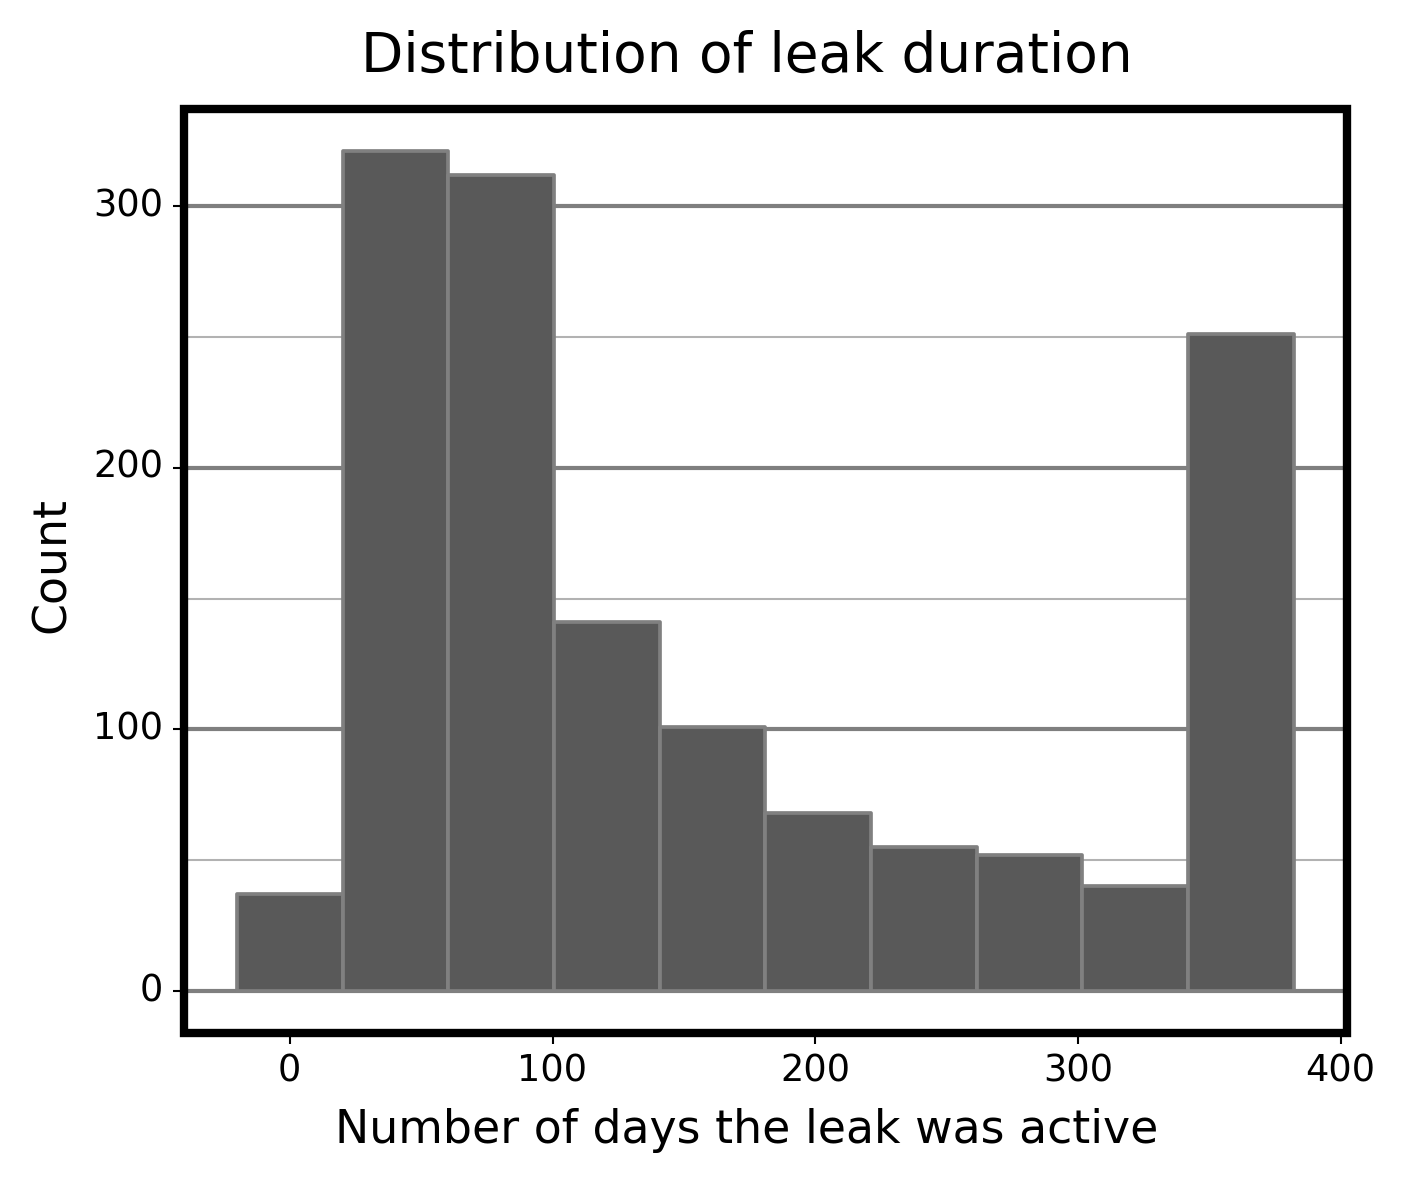 Distribution of leak duration
300
200
100
0
Count
0 100 200 300 400
Number of days the leak was active